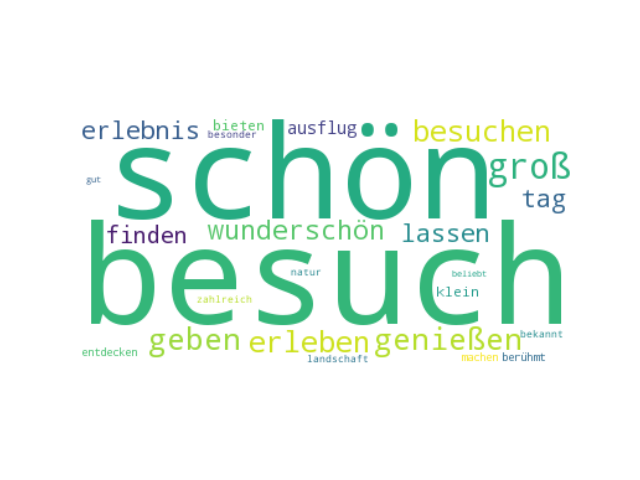 erlebnis bieten besonder ausflug besuchen
gut schön groß
tag
finden wunderschön lassen
besuch
natur beliebt
zahlreich klein
geben erleben genießen bekannt
entdecken landschaft machen berühmt